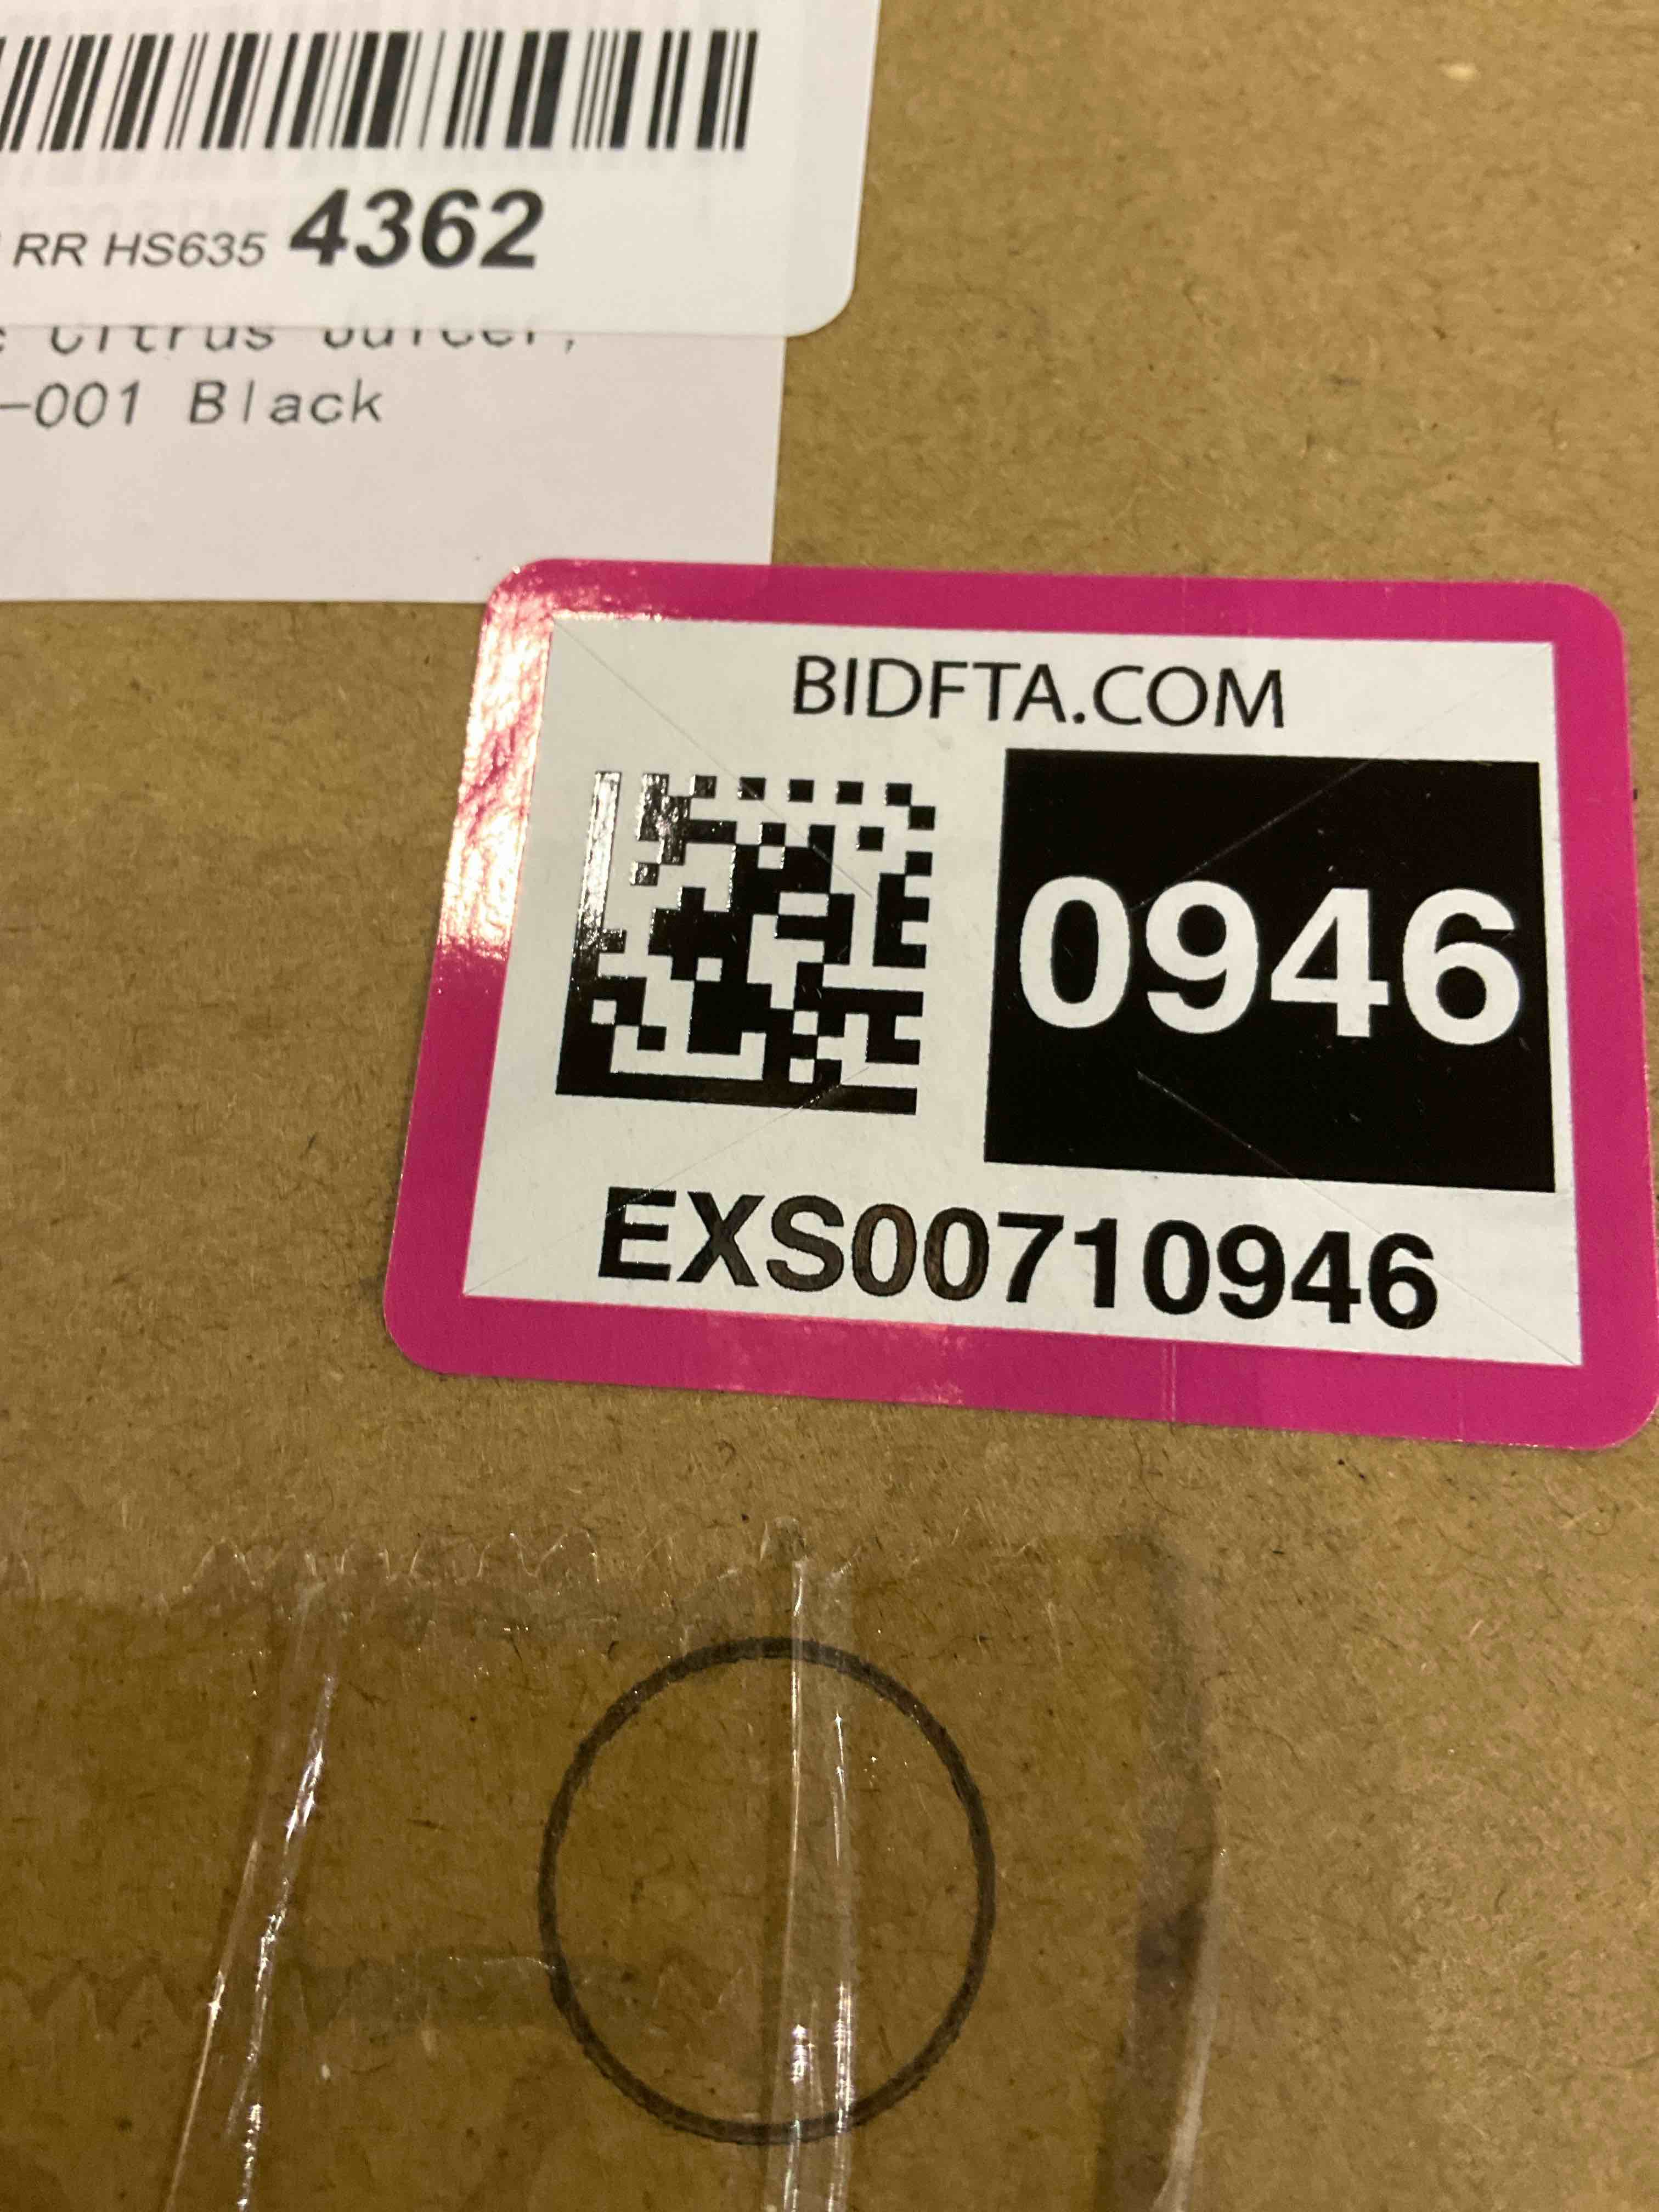 RR HS635 4362
Citrus Juicer,
-001 Black
BIDFTA.COM
0946
EXS00710946